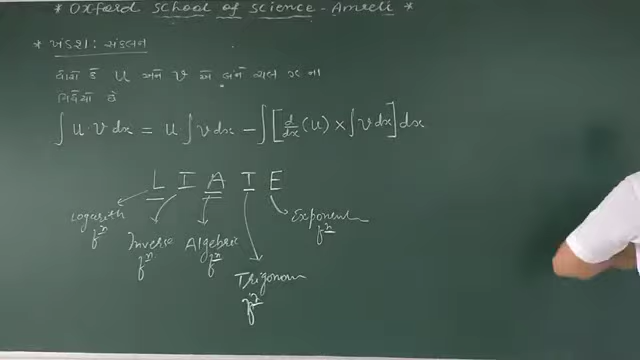 * Oxford School of science - Amreli *
* ખંડશ: સંકલન
ધારો કે u અને v એ બંને ચલ x ના
વિધેયો છે
∫ u·v dx = u ∫ v dx - ∫ [ d/dx (u) × ∫ v dx ] dx
L I A T E
Logarith fⁿ
Inverse fⁿ
Algebric fⁿ
Trigonom fⁿ
Exponent fⁿ